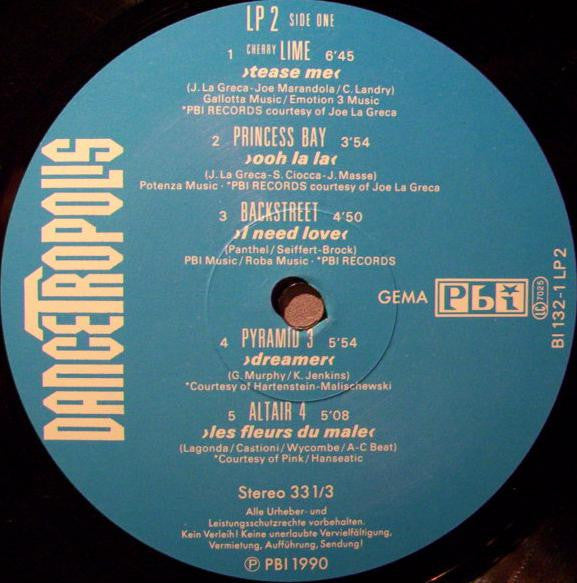 LP 2 SIDE ONE
1 CHERRY LIME 6'45
›tease me‹
(J. La Greca-Joe Marandola/C. Landry)
Gallotta Music/Emotion 3 Music
*PBI RECORDS courtesy of Joe La Greca
2 PRINCESS BAY 3'54
›ooh la la‹
(J. La Greca-S. Ciocca-J. Masse)
Potenza Music · *PBI RECORDS courtesy of Joe La Greca
3 BACKSTREET 4'50
›I need love‹
(Panthel/Seiffert-Brock)
PBI Music/Roba Music · *PBI RECORDS
DANCETROPOLIS
GEMA PBi LC 7025
BI 132-1 LP 2
4 PYRAMID 3 5'54
›dreamer‹
(G. Murphy/K. Jenkins)
*Courtesy of Hartenstein-Malischewski
5 ALTAIR 4 5'08
›les fleurs du male‹
(Lagonda/Castioni/Wycombe/A-C Beat)
*Courtesy of Pink/Hanseatic
Stereo 33 1/3
Alle Urheber- und
Leistungsschutzrechte vorbehalten.
Kein Verleih! Keine unerlaubte Vervielfältigung,
Vermietung, Aufführung, Sendung!
Ⓟ PBI 1990